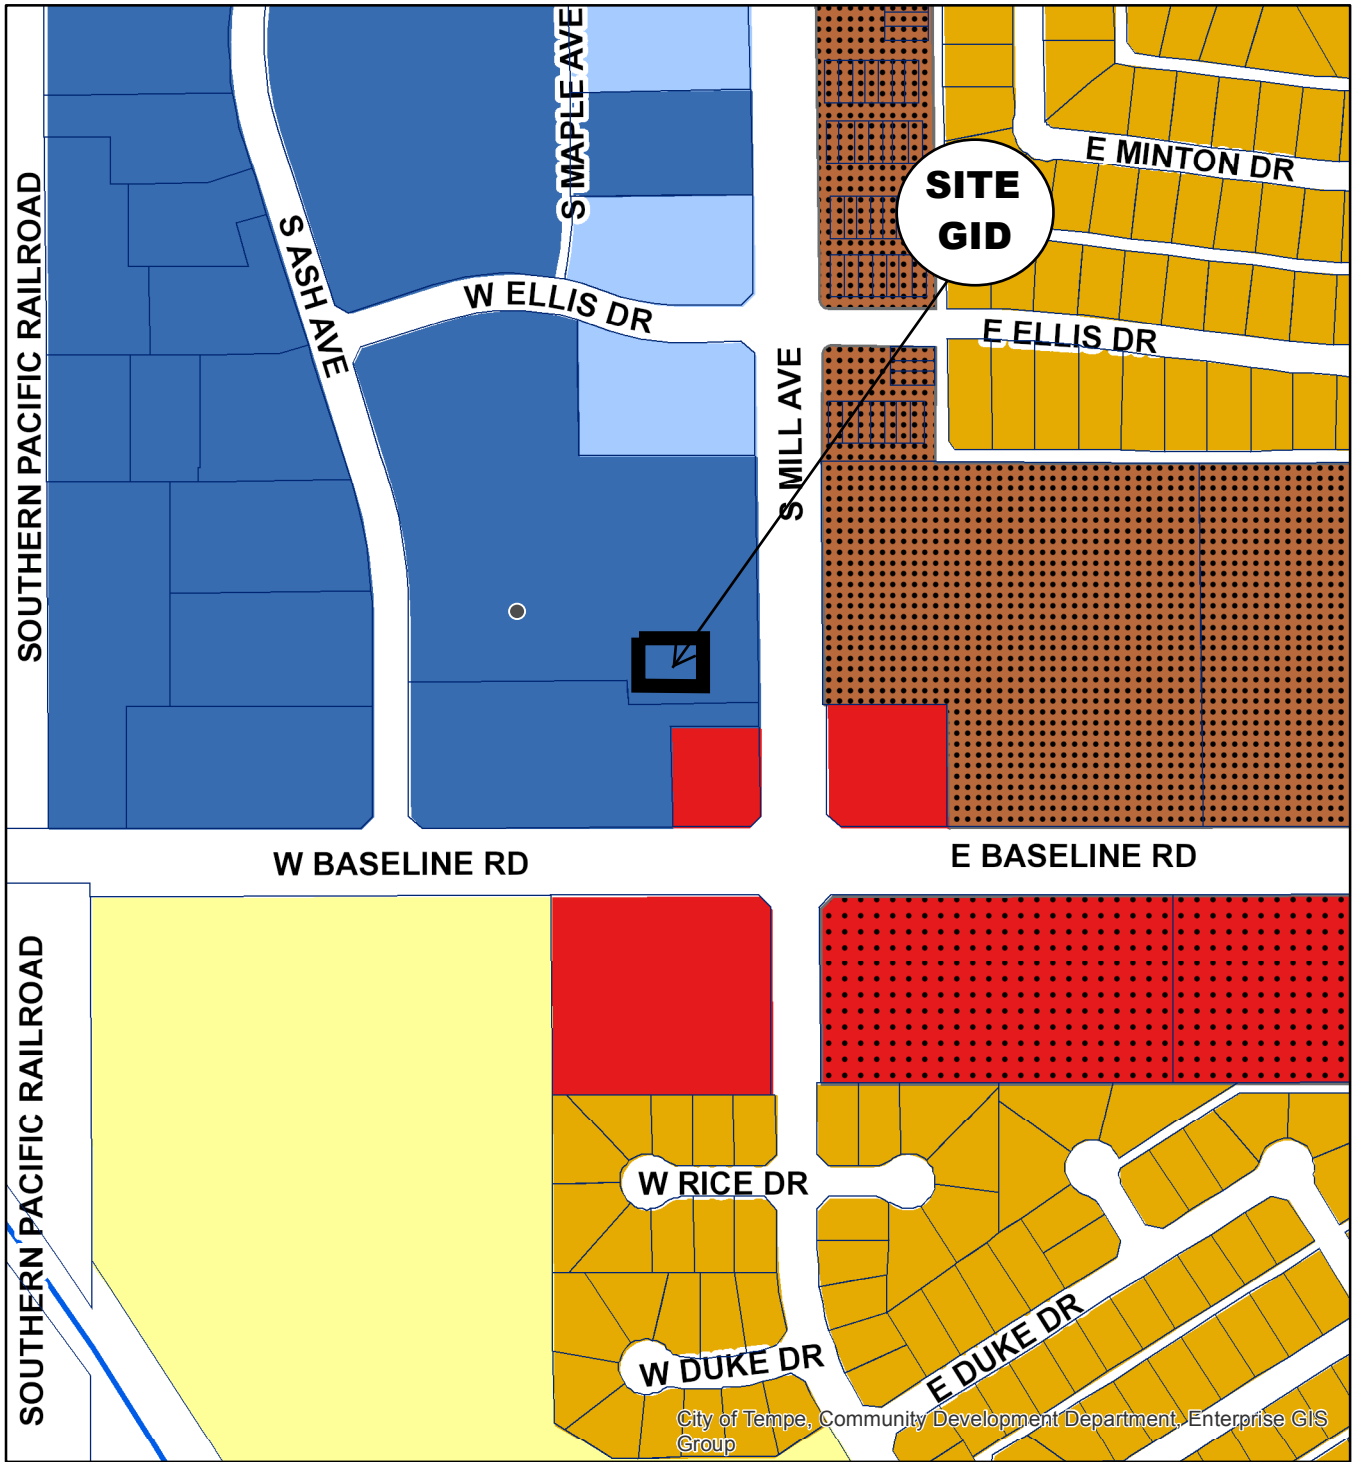 S MAPLE AVE
E MINTON DR
SITE
GID
SOUTHERN PACIFIC RAILROAD
S ASH AVE
W ELLIS DR
E ELLIS DR
S MILL AVE
W BASELINE RD
E BASELINE RD
SOUTHERN PACIFIC RAILROAD
W RICE DR
E DUKE DR
W DUKE DR
City of Tempe, Community Development Department, Enterprise GIS
Group